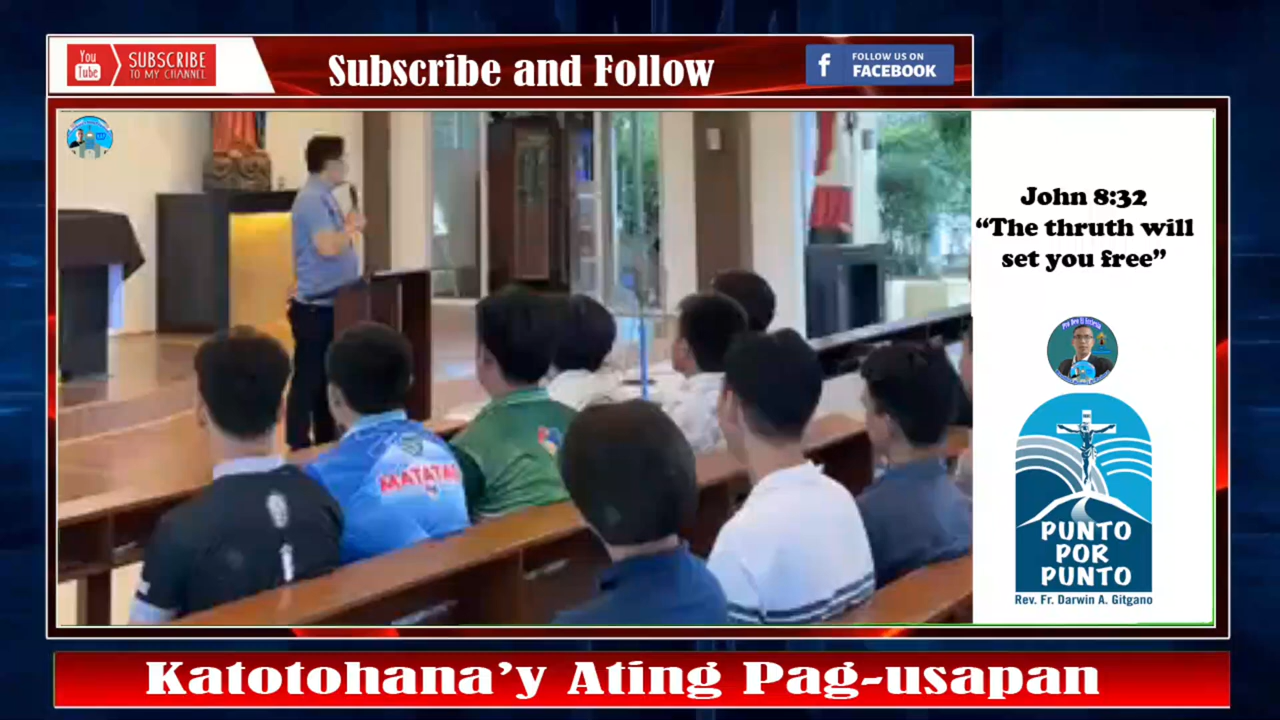 You
Tube
SUBSCRIBE
TO MY CHANNEL
Subscribe and Follow
f
FOLLOW US ON
FACEBOOK
John 8:32
“The thruth will
set you free”
MATATAG
PUNTO
POR
PUNTO
Rev. Fr. Darwin A. Gitgano
Katotohana’y Ating Pag-usapan